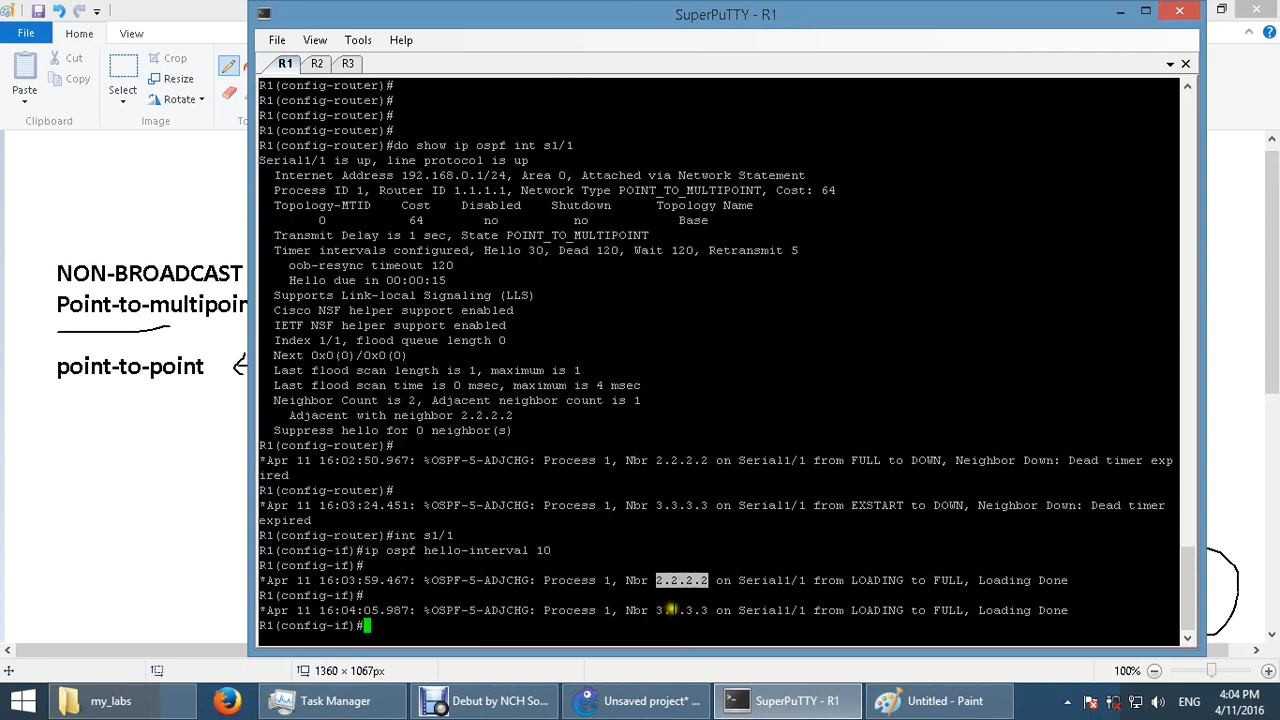 SuperPuTTY - R1
File
Home
View
File View Tools Help
Paste
Cut
Copy
Select
Crop
Resize
Rotate
Clipboard
Image
R1
R2
R3
R1(config-router)#
R1(config-router)#
R1(config-router)#
R1(config-router)#
R1(config-router)#do show ip ospf int s1/1
Serial1/1 is up, line protocol is up
Internet Address 192.168.0.1/24, Area 0, Attached via Network Statement
Process ID 1, Router ID 1.1.1.1, Network Type POINT_TO_MULTIPOINT, Cost: 64
Topology-MTID Cost Disabled Shutdown Topology Name
0 64 no no Base
Transmit Delay is 1 sec, State POINT_TO_MULTIPOINT
Timer intervals configured, Hello 30, Dead 120, Wait 120, Retransmit 5
oob-resync timeout 120
Hello due in 00:00:15
Supports Link-local Signaling (LLS)
Cisco NSF helper support enabled
IETF NSF helper support enabled
Index 1/1, flood queue length 0
Next 0x0(0)/0x0(0)
Last flood scan length is 1, maximum is 1
Last flood scan time is 0 msec, maximum is 4 msec
Neighbor Count is 2, Adjacent neighbor count is 1
Adjacent with neighbor 2.2.2.2
Suppress hello for 0 neighbor(s)
R1(config-router)#
*Apr 11 16:02:50.967: %OSPF-5-ADJCHG: Process 1, Nbr 2.2.2.2 on Serial1/1 from FULL to DOWN, Neighbor Down: Dead timer exp
ired
R1(config-router)#
*Apr 11 16:03:24.451: %OSPF-5-ADJCHG: Process 1, Nbr 3.3.3.3 on Serial1/1 from EXSTART to DOWN, Neighbor Down: Dead timer
expired
R1(config-router)#int s1/1
R1(config-if)#ip ospf hello-interval 10
R1(config-if)#
*Apr 11 16:03:59.467: %OSPF-5-ADJCHG: Process 1, Nbr 2.2.2.2 on Serial1/1 from LOADING to FULL, Loading Done
R1(config-if)#
*Apr 11 16:04:05.987: %OSPF-5-ADJCHG: Process 1, Nbr 3.3.3.3 on Serial1/1 from LOADING to FULL, Loading Done
R1(config-if)#
NON-BROADCAST
Point-to-multipoin
point-to-point
1360 × 1067px
100%
my_labs
Task Manager
Debut by NCH So...
Unsaved project*...
SuperPuTTY - R1
Untitled - Paint
ENG
4:04 PM
4/11/2016